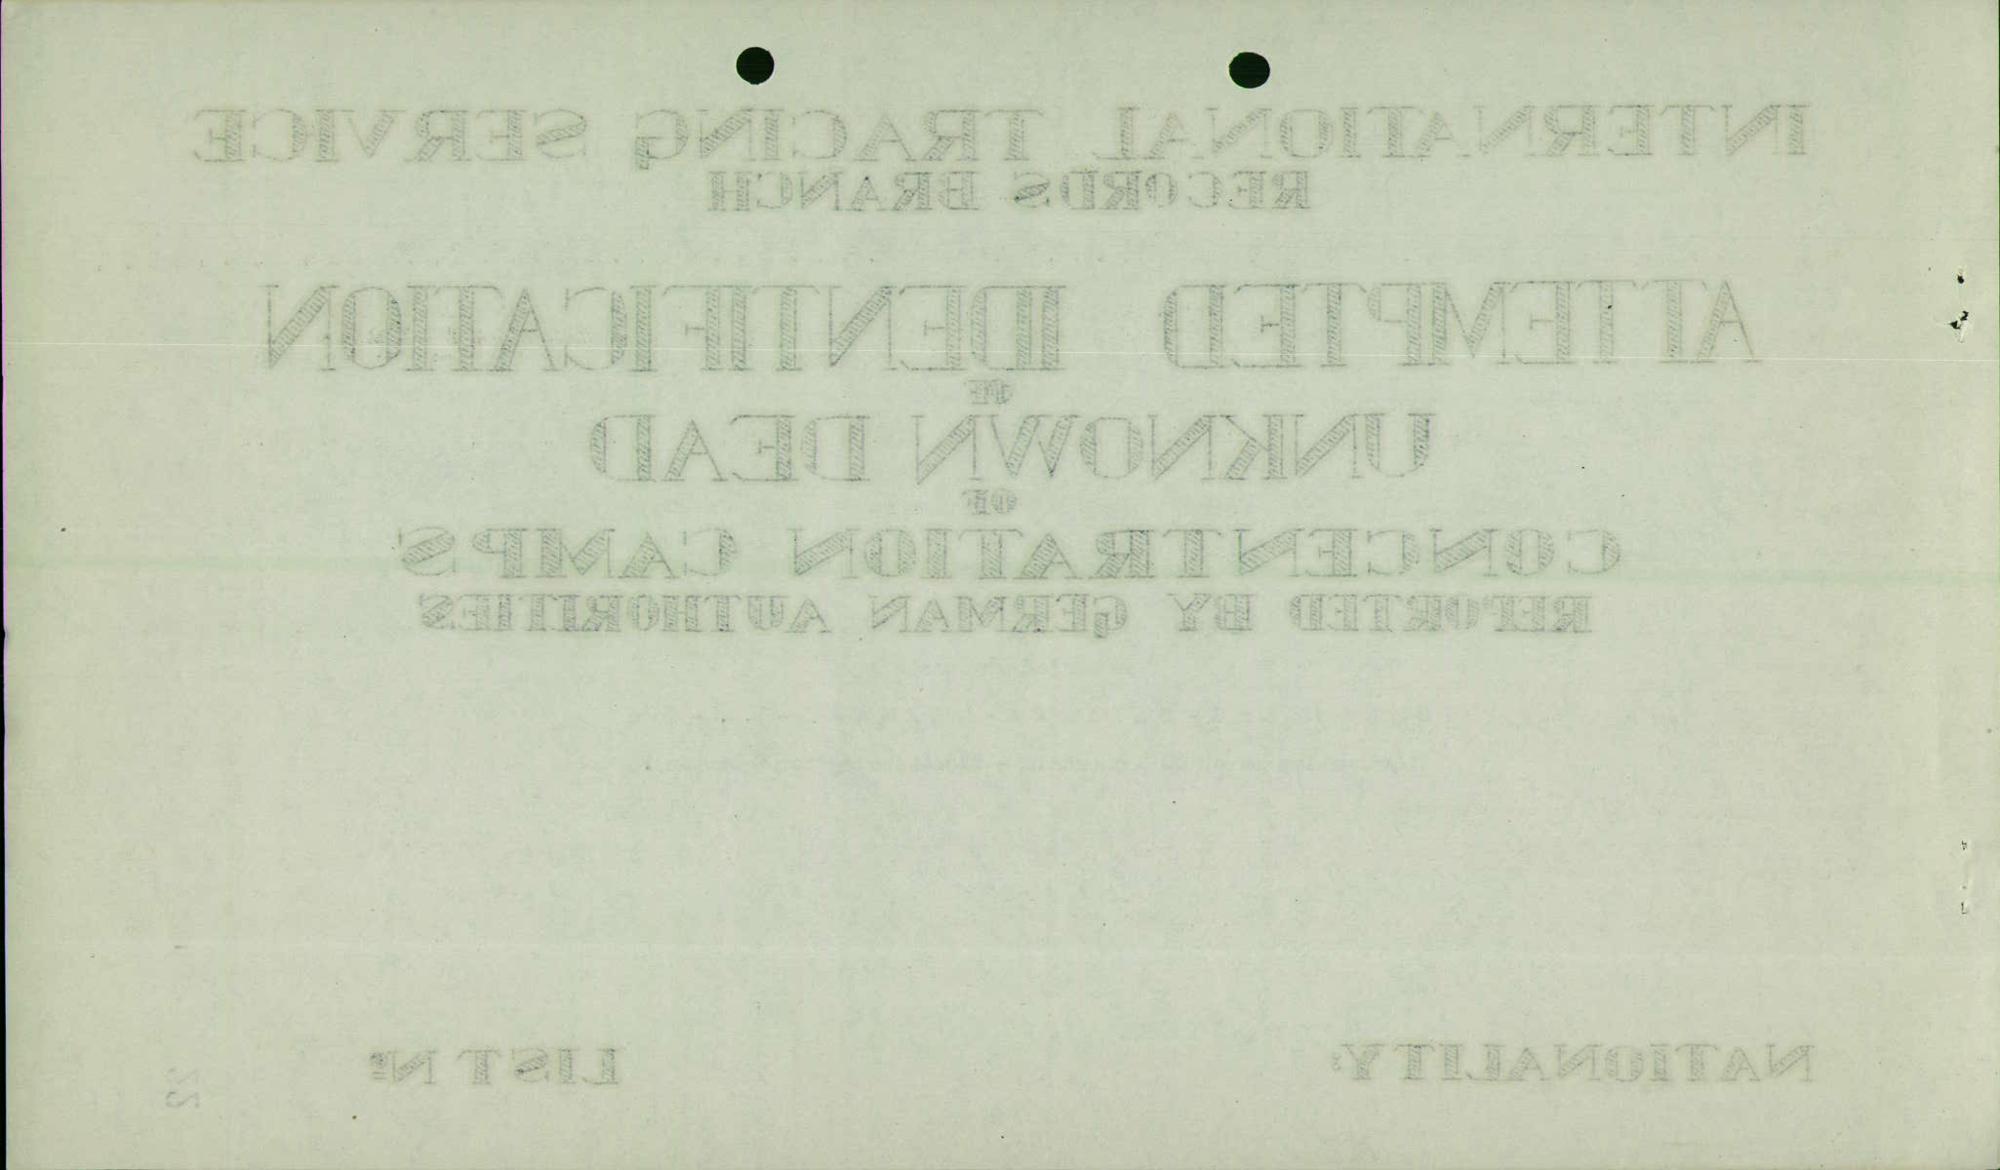 INTERNATIONAL TRACING SERVICE
RECORDS BRANCH
ATTEMPTED IDENTIFICATION
OF
UNKNOWN DEAD
OF
CONCENTRATION CAMPS
REPORTED BY GERMAN AUTHORITIES
NATIONALITY: LIST Nº